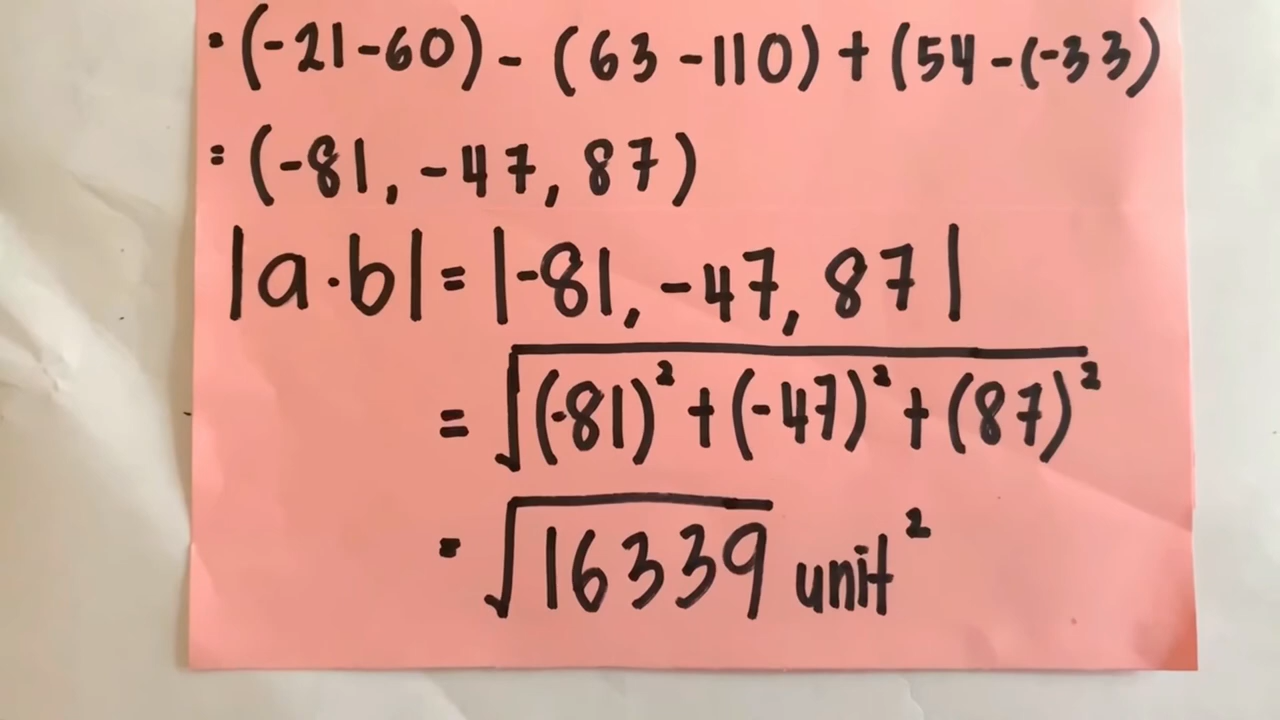 = (-21-60) - (63-110) + (54-(-33)
= (-81, -47, 87)
|a·b| = |-81, -47, 87|
= √(-81)² + (-47)² + (87)²
= √16339 unit²